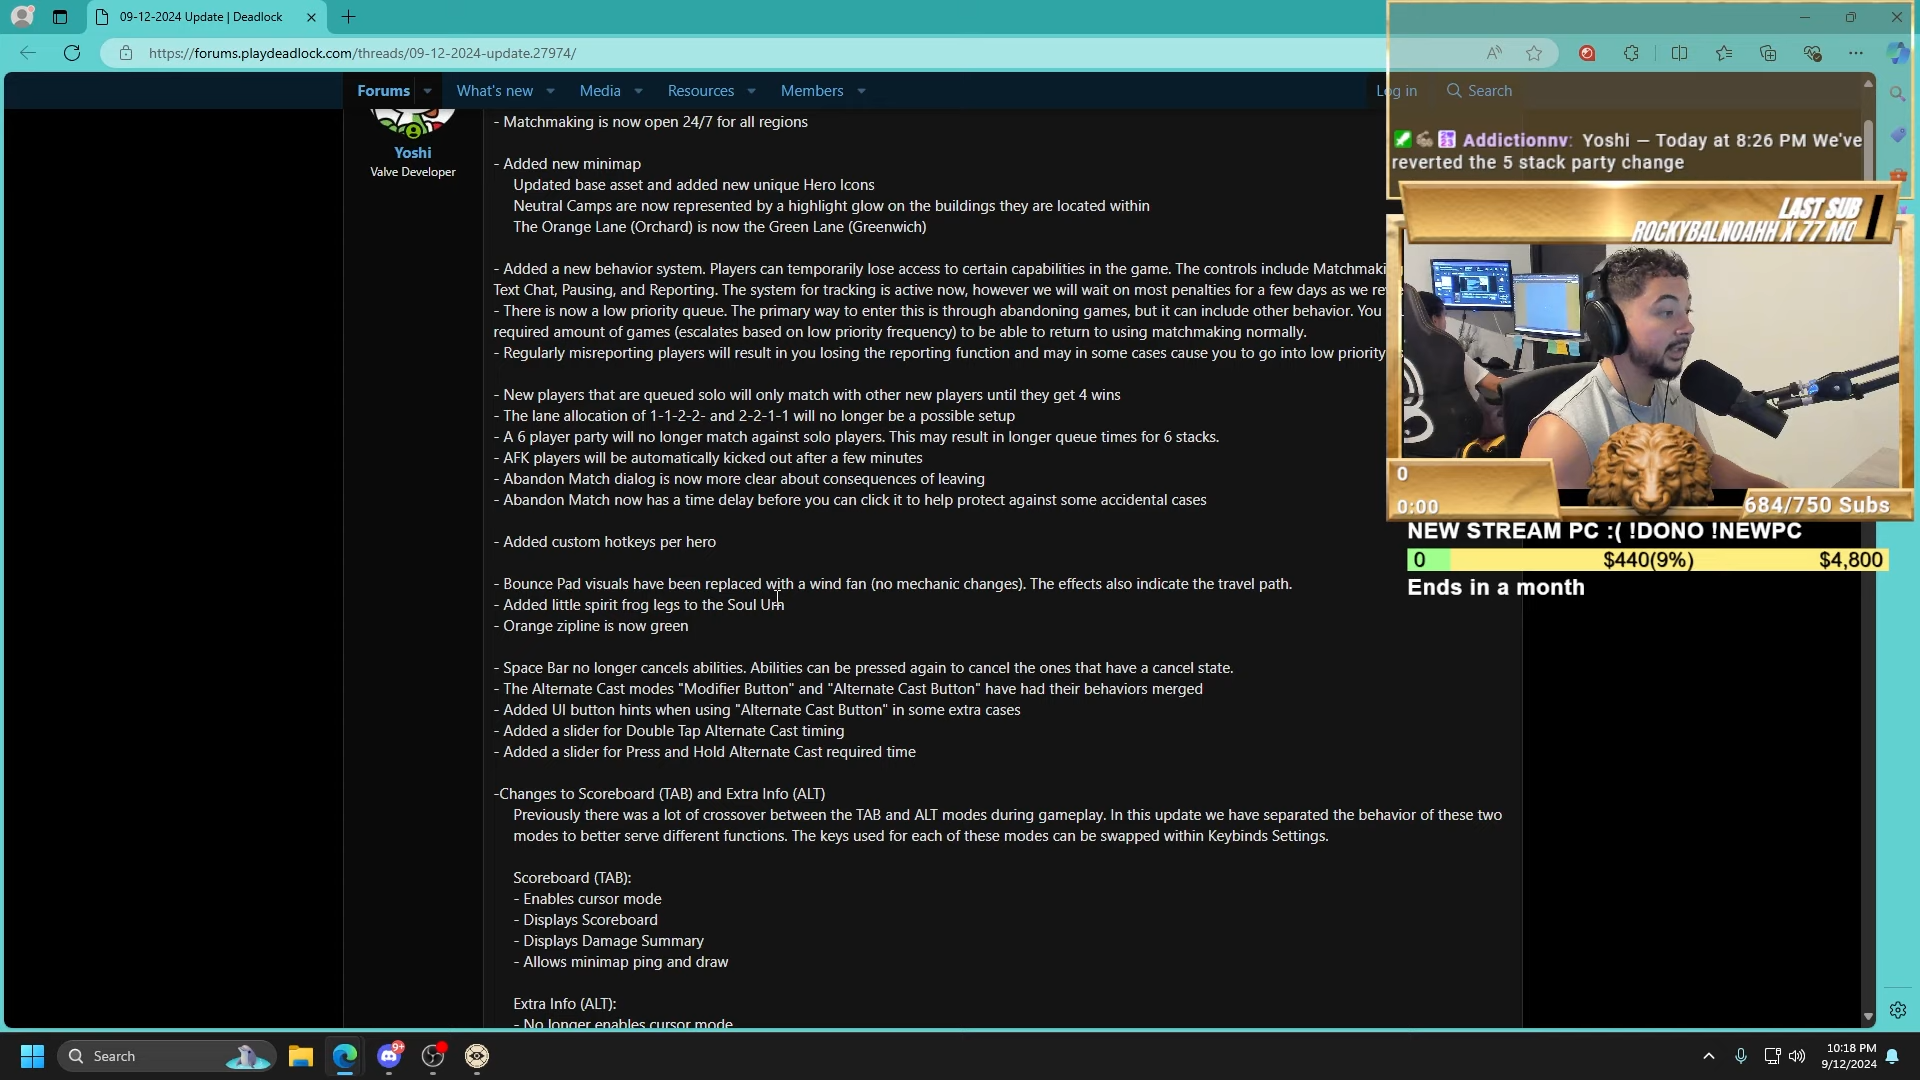 09-12-2024 Update | Deadlock
https://forums.playdeadlock.com/threads/09-12-2024-update.27974/
Forums
What's new
Media
Resources
Members
Log in
Search
Yoshi
Valve Developer
- Matchmaking is now open 24/7 for all regions
- Added new minimap
Updated base asset and added new unique Hero Icons
Neutral Camps are now represented by a highlight glow on the buildings they are located within
The Orange Lane (Orchard) is now the Green Lane (Greenwich)
- Added a new behavior system. Players can temporarily lose access to certain capabilities in the game. The controls include Matchmaki
Text Chat, Pausing, and Reporting. The system for tracking is active now, however we will wait on most penalties for a few days as we re
- There is now a low priority queue. The primary way to enter this is through abandoning games, but it can include other behavior. You
required amount of games (escalates based on low priority frequency) to be able to return to using matchmaking normally.
- Regularly misreporting players will result in you losing the reporting function and may in some cases cause you to go into low priority
- New players that are queued solo will only match with other new players until they get 4 wins
- The lane allocation of 1-1-2-2- and 2-2-1-1 will no longer be a possible setup
- A 6 player party will no longer match against solo players. This may result in longer queue times for 6 stacks.
- AFK players will be automatically kicked out after a few minutes
- Abandon Match dialog is now more clear about consequences of leaving
- Abandon Match now has a time delay before you can click it to help protect against some accidental cases
- Added custom hotkeys per hero
- Bounce Pad visuals have been replaced with a wind fan (no mechanic changes). The effects also indicate the travel path.
- Added little spirit frog legs to the Soul Urn
- Orange zipline is now green
- Space Bar no longer cancels abilities. Abilities can be pressed again to cancel the ones that have a cancel state.
- The Alternate Cast modes "Modifier Button" and "Alternate Cast Button" have had their behaviors merged
- Added UI button hints when using "Alternate Cast Button" in some extra cases
- Added a slider for Double Tap Alternate Cast timing
- Added a slider for Press and Hold Alternate Cast required time
-Changes to Scoreboard (TAB) and Extra Info (ALT)
Previously there was a lot of crossover between the TAB and ALT modes during gameplay. In this update we have separated the behavior of these two
modes to better serve different functions. The keys used for each of these modes can be swapped within Keybinds Settings.
Scoreboard (TAB):
- Enables cursor mode
- Displays Scoreboard
- Displays Damage Summary
- Allows minimap ping and draw
Extra Info (ALT):
- No longer enables cursor mode
Addictionnv: Yoshi — Today at 8:26 PM We've
reverted the 5 stack party change
LAST SUB
ROCKYBALNOAHH X 77 MO
0
0:00
684/750 Subs
NEW STREAM PC :( !DONO !NEWPC
0 $440(9%) $4,800
Ends in a month
Search
9+
10:18 PM
9/12/2024